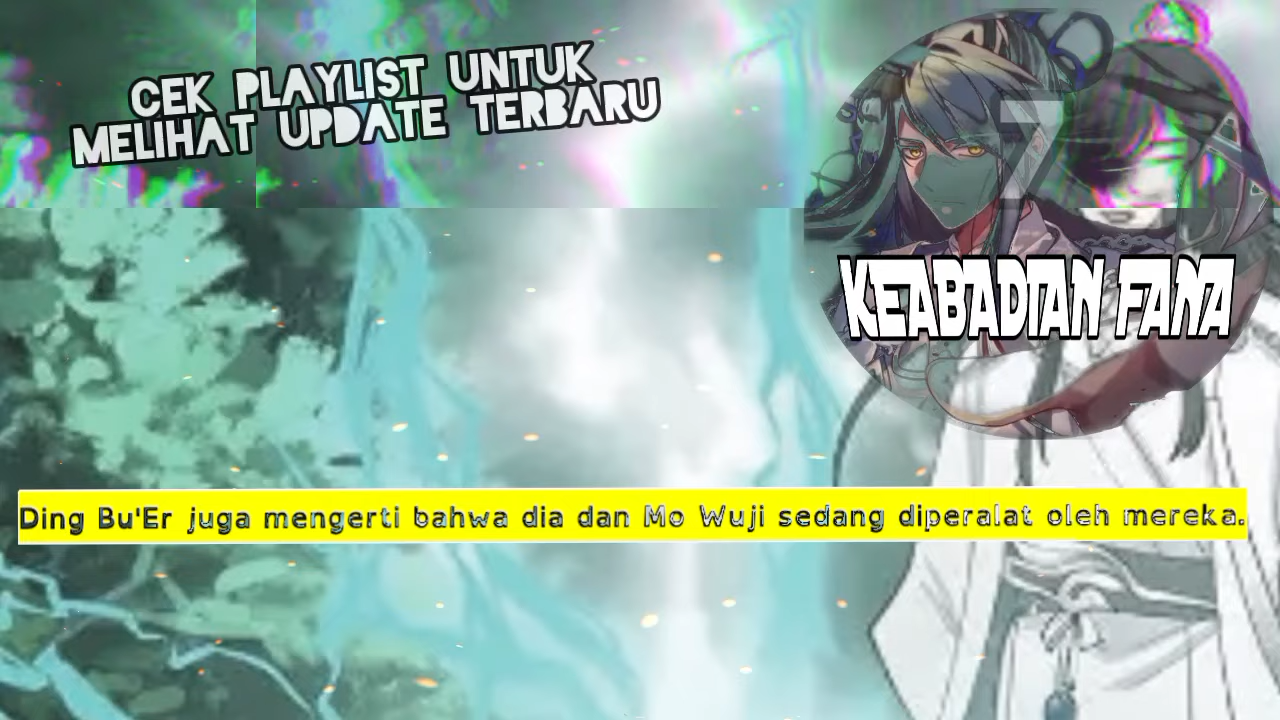 CEK PLAYLIST UNTUK
MELIHAT UPDATE TERBARU
7
KEABADIAN FANA
Ding Bu'Er juga mengerti bahwa dia dan Mo Wuji sedang diperalat oleh mereka.